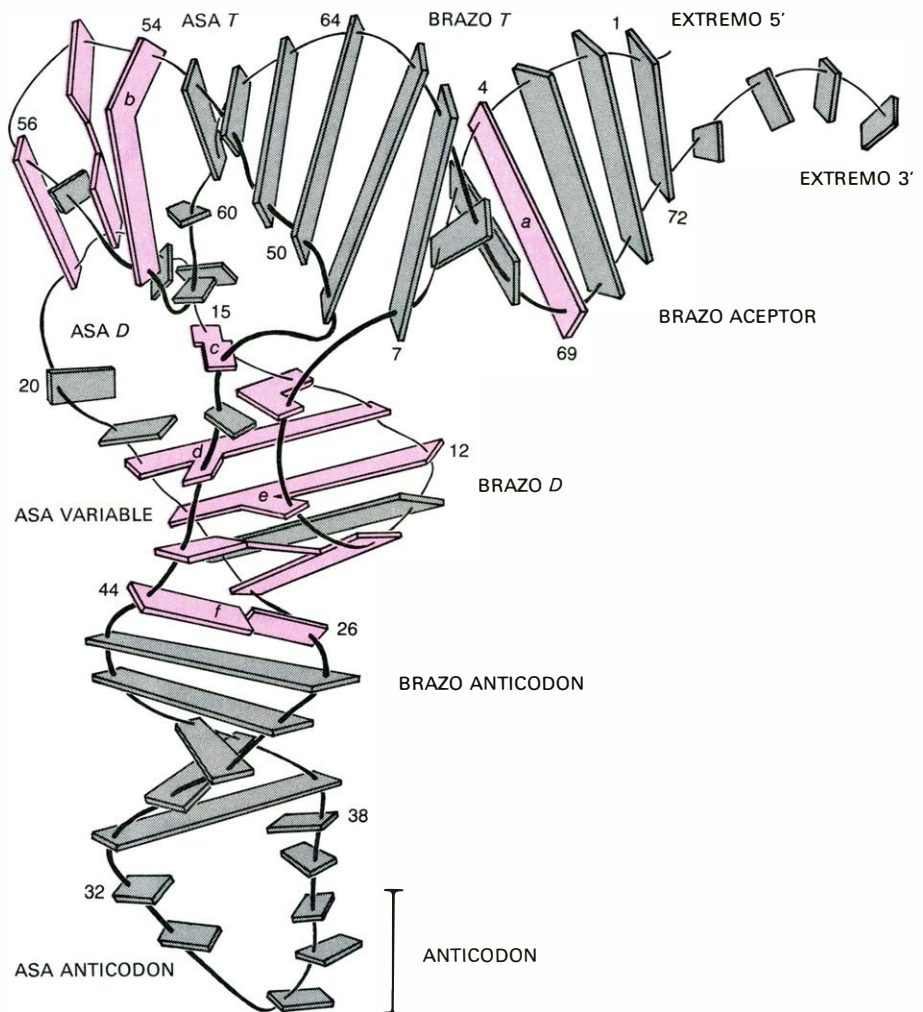 54
ASA T
64
BRAZO T
1
EXTREMO 5′
b
4
56
EXTREMO 3′
60
a
72
50
15
BRAZO ACEPTOR
ASA D
c
7
69
20
12
d
BRAZO D
e
ASA VARIABLE
44
f
26
BRAZO ANTICODON
38
32
ANTICODON
ASA ANTICODON